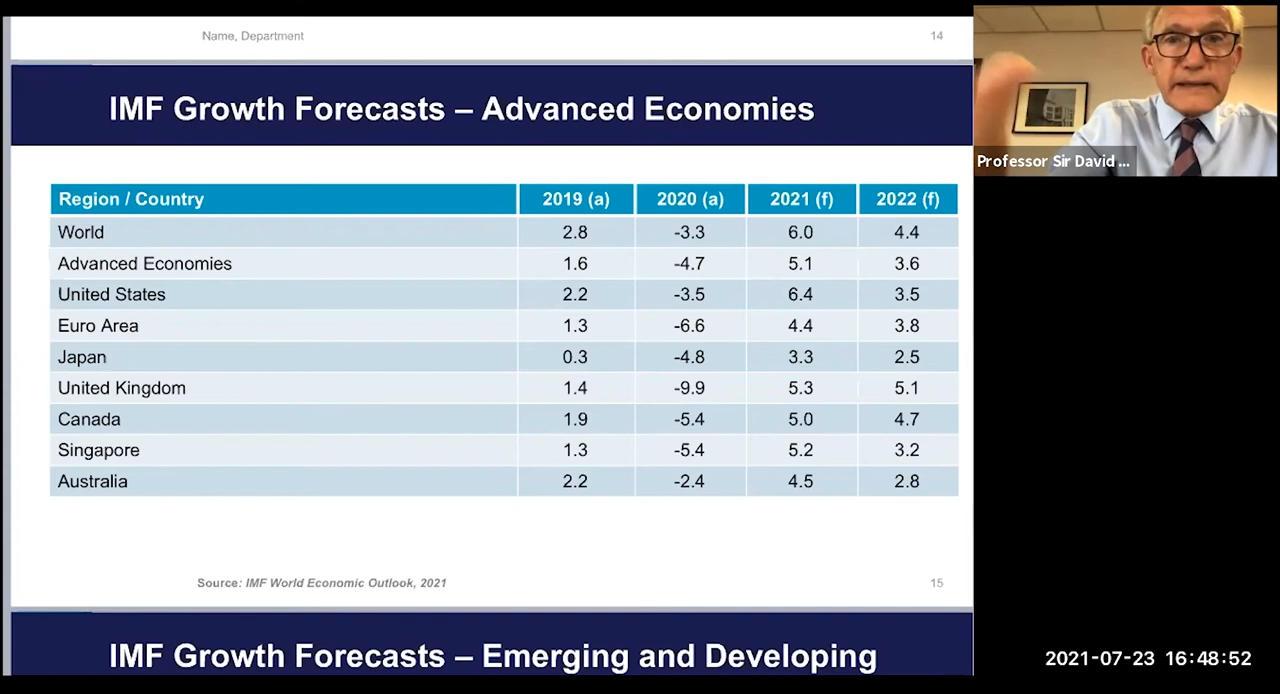 Name, Department 14
IMF Growth Forecasts – Advanced Economies
Region / Country 2019 (a) 2020 (a) 2021 (f) 2022 (f)
World 2.8 -3.3 6.0 4.4
Advanced Economies 1.6 -4.7 5.1 3.6
United States 2.2 -3.5 6.4 3.5
Euro Area 1.3 -6.6 4.4 3.8
Japan 0.3 -4.8 3.3 2.5
United Kingdom 1.4 -9.9 5.3 5.1
Canada 1.9 -5.4 5.0 4.7
Singapore 1.3 -5.4 5.2 3.2
Australia 2.2 -2.4 4.5 2.8
Source: IMF World Economic Outlook, 2021 15
IMF Growth Forecasts – Emerging and Developing
Professor Sir David ...
2021-07-23 16:48:52